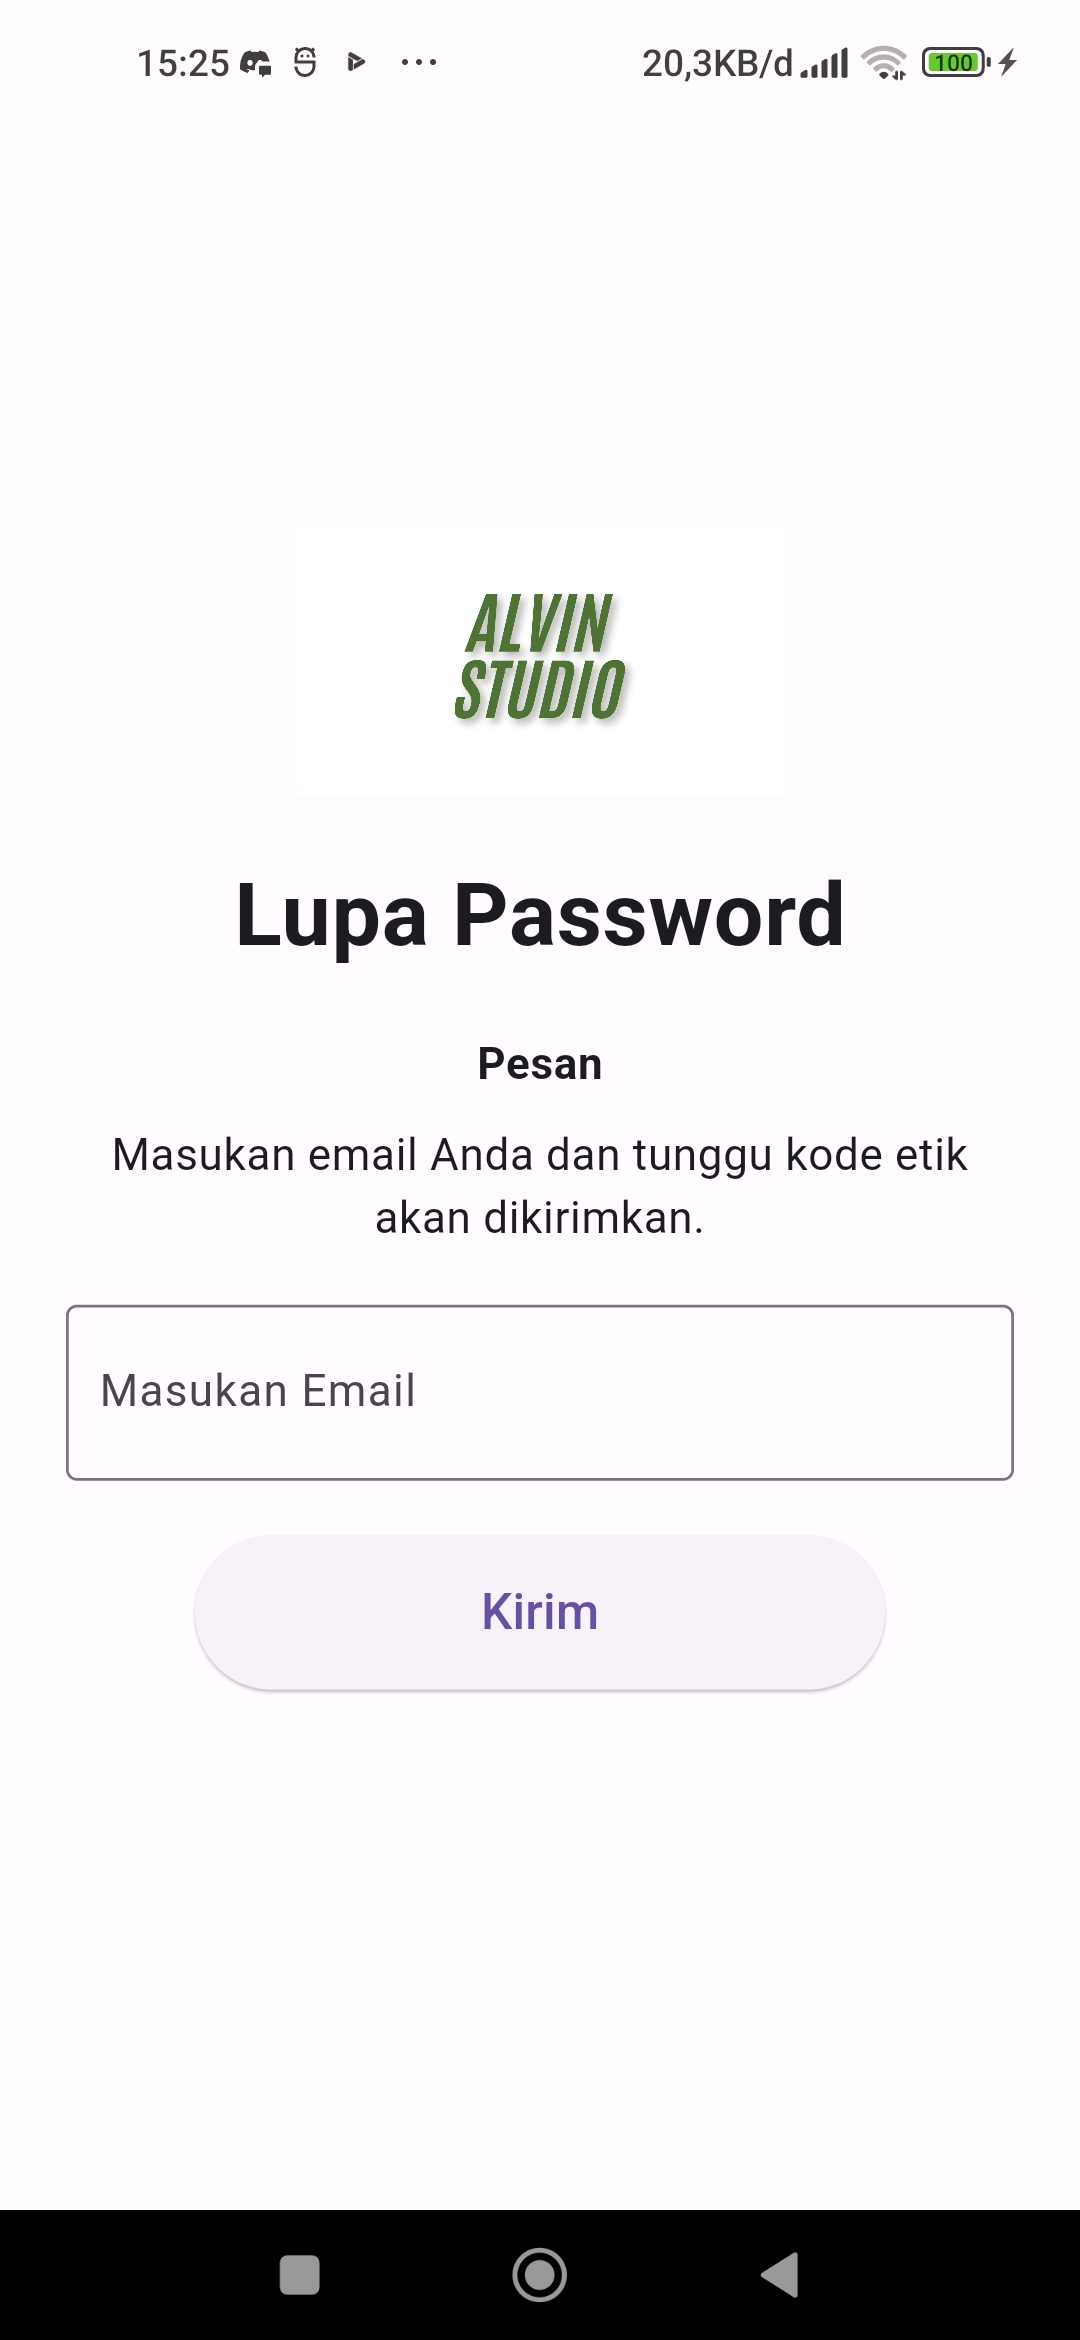 15:25
20,3KB/d
100
ALVIN
STUDIO
Lupa Password
Pesan
Masukan email Anda dan tunggu kode etik
akan dikirimkan.
Masukan Email
Kirim